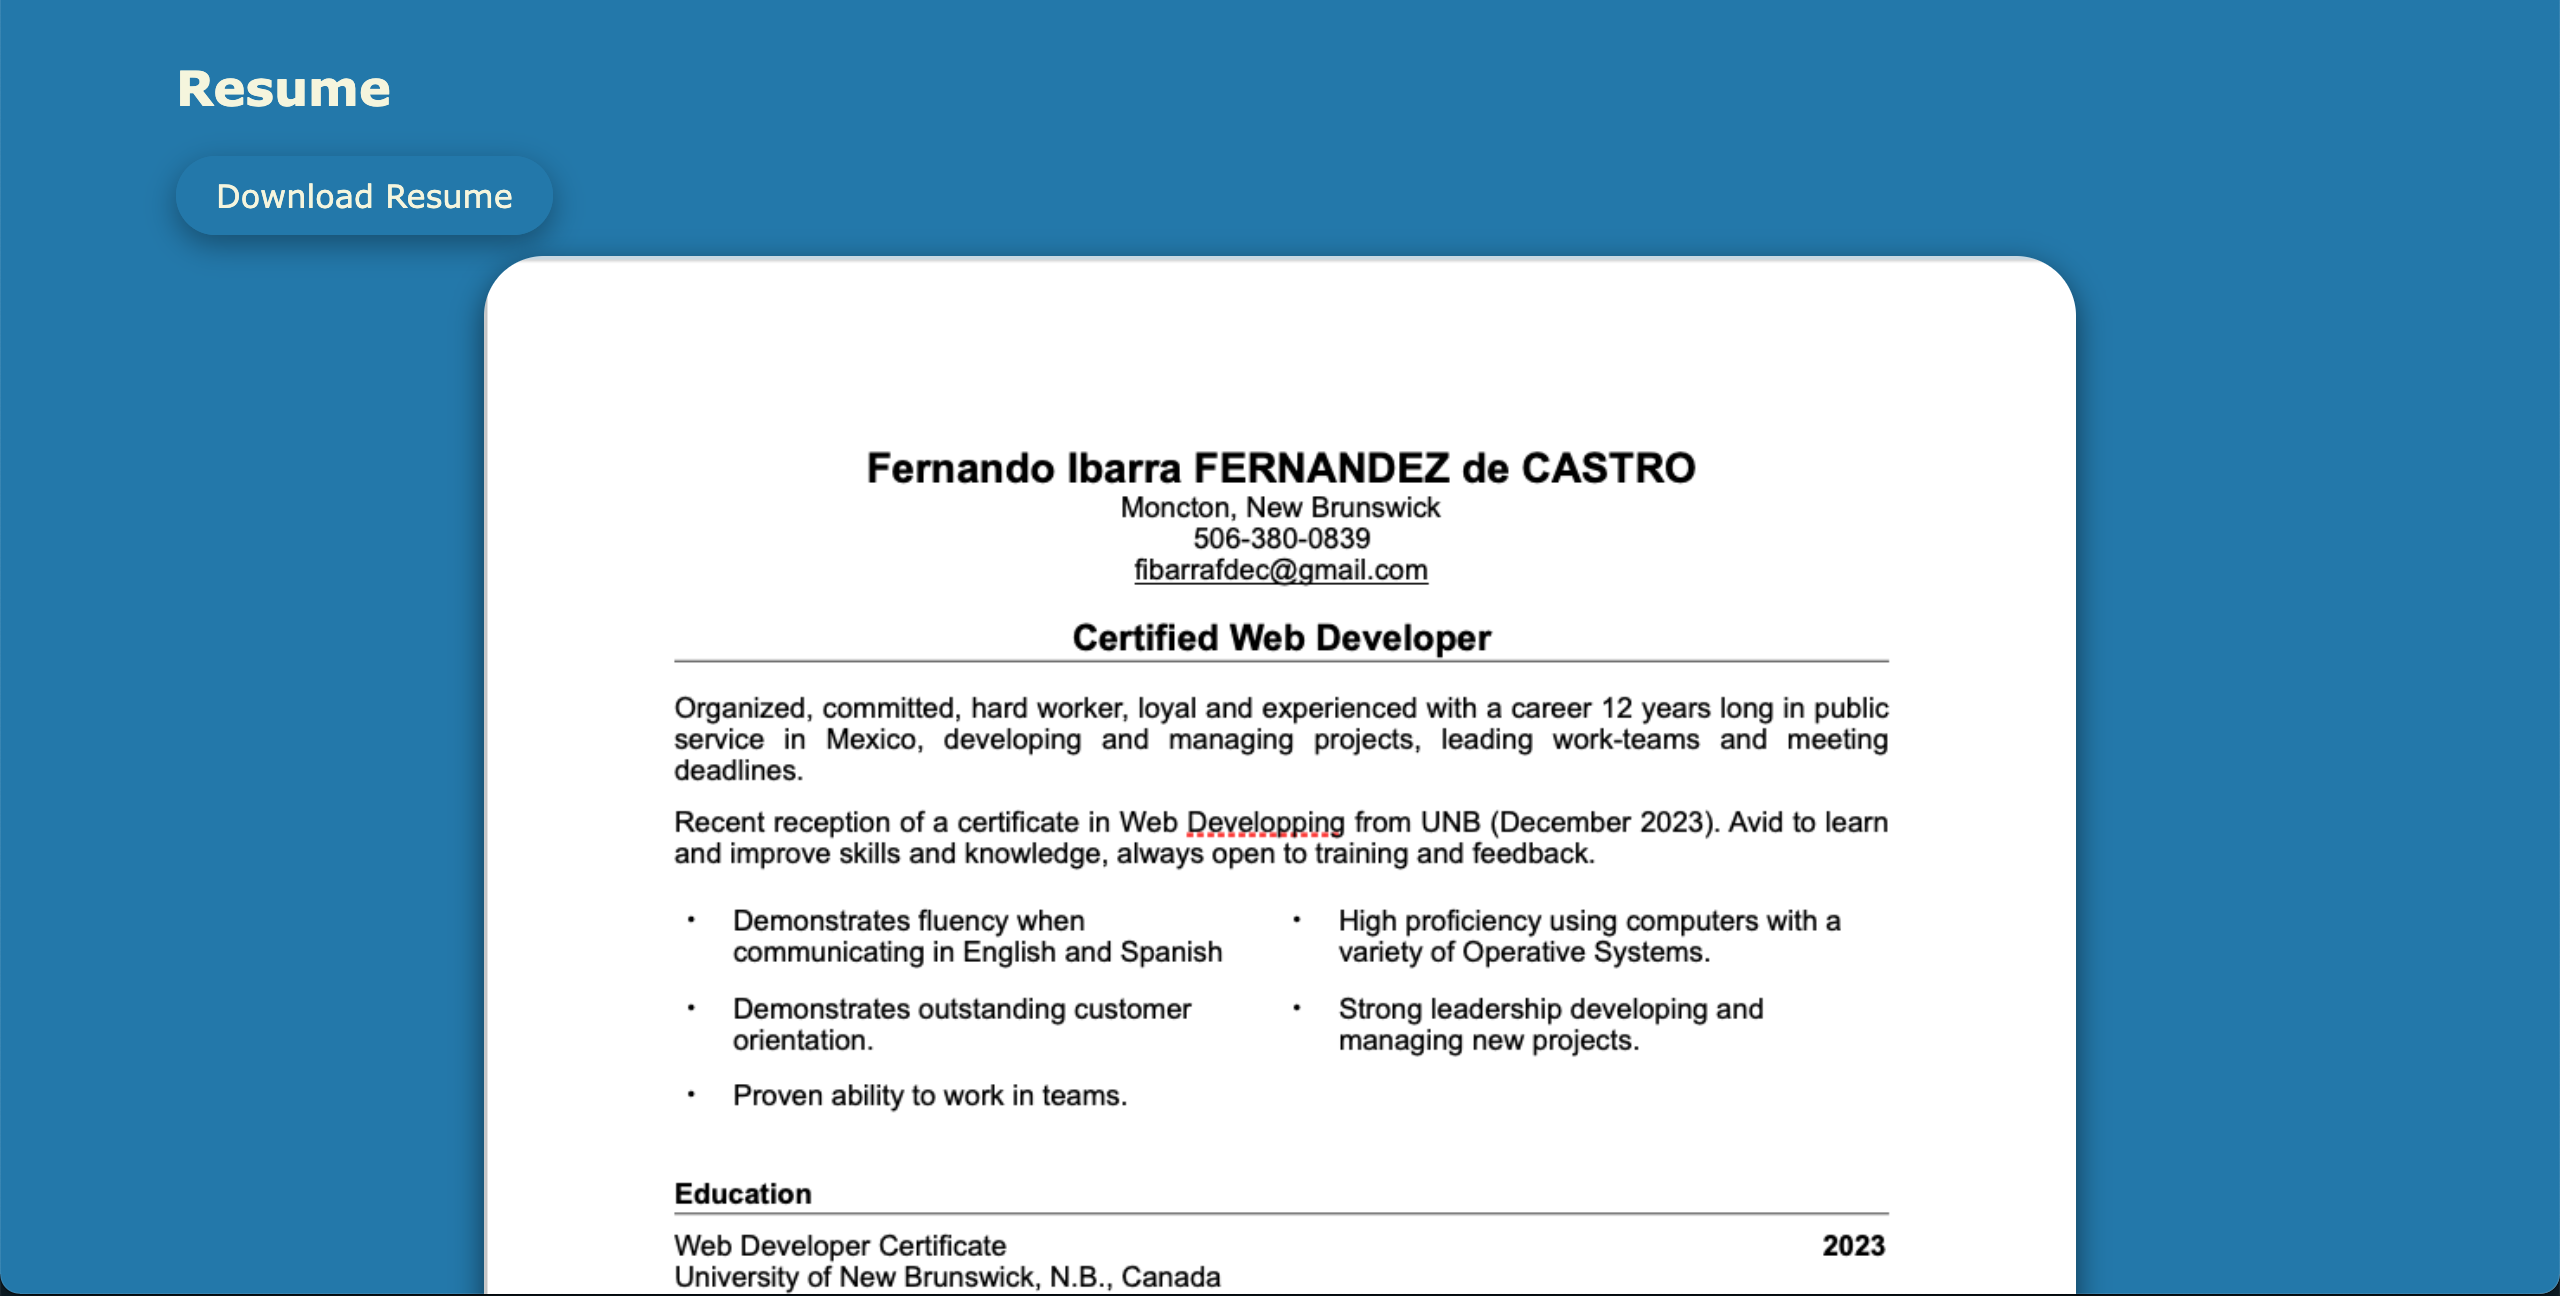 Resume
Download Resume
Fernando Ibarra FERNANDEZ de CASTRO
Moncton, New Brunswick
506-380-0839
fibarrafdec@gmail.com
Certified Web Developer
Organized, committed, hard worker, loyal and experienced with a career 12 years long in public
service in Mexico, developing and managing projects, leading work-teams and meeting
deadlines.
Recent reception of a certificate in Web Developping from UNB (December 2023). Avid to learn
and improve skills and knowledge, always open to training and feedback.
• Demonstrates fluency when
communicating in English and Spanish
• Demonstrates outstanding customer
orientation.
• Proven ability to work in teams.
• High proficiency using computers with a
variety of Operative Systems.
• Strong leadership developing and
managing new projects.
Education
Web Developer Certificate 2023
University of New Brunswick, N.B., Canada